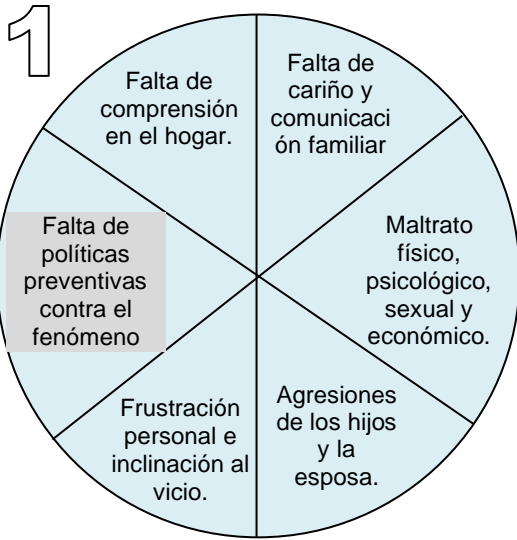 1
Falta de
comprensión
en el hogar.
Falta de
cariño y
comunicaci
ón familiar
Maltrato
físico,
psicológico,
sexual y
económico.
Agresiones
de los hijos
y la
esposa.
Frustración
personal e
inclinación al
vicio.
Falta de
políticas
preventivas
contra el
fenómeno